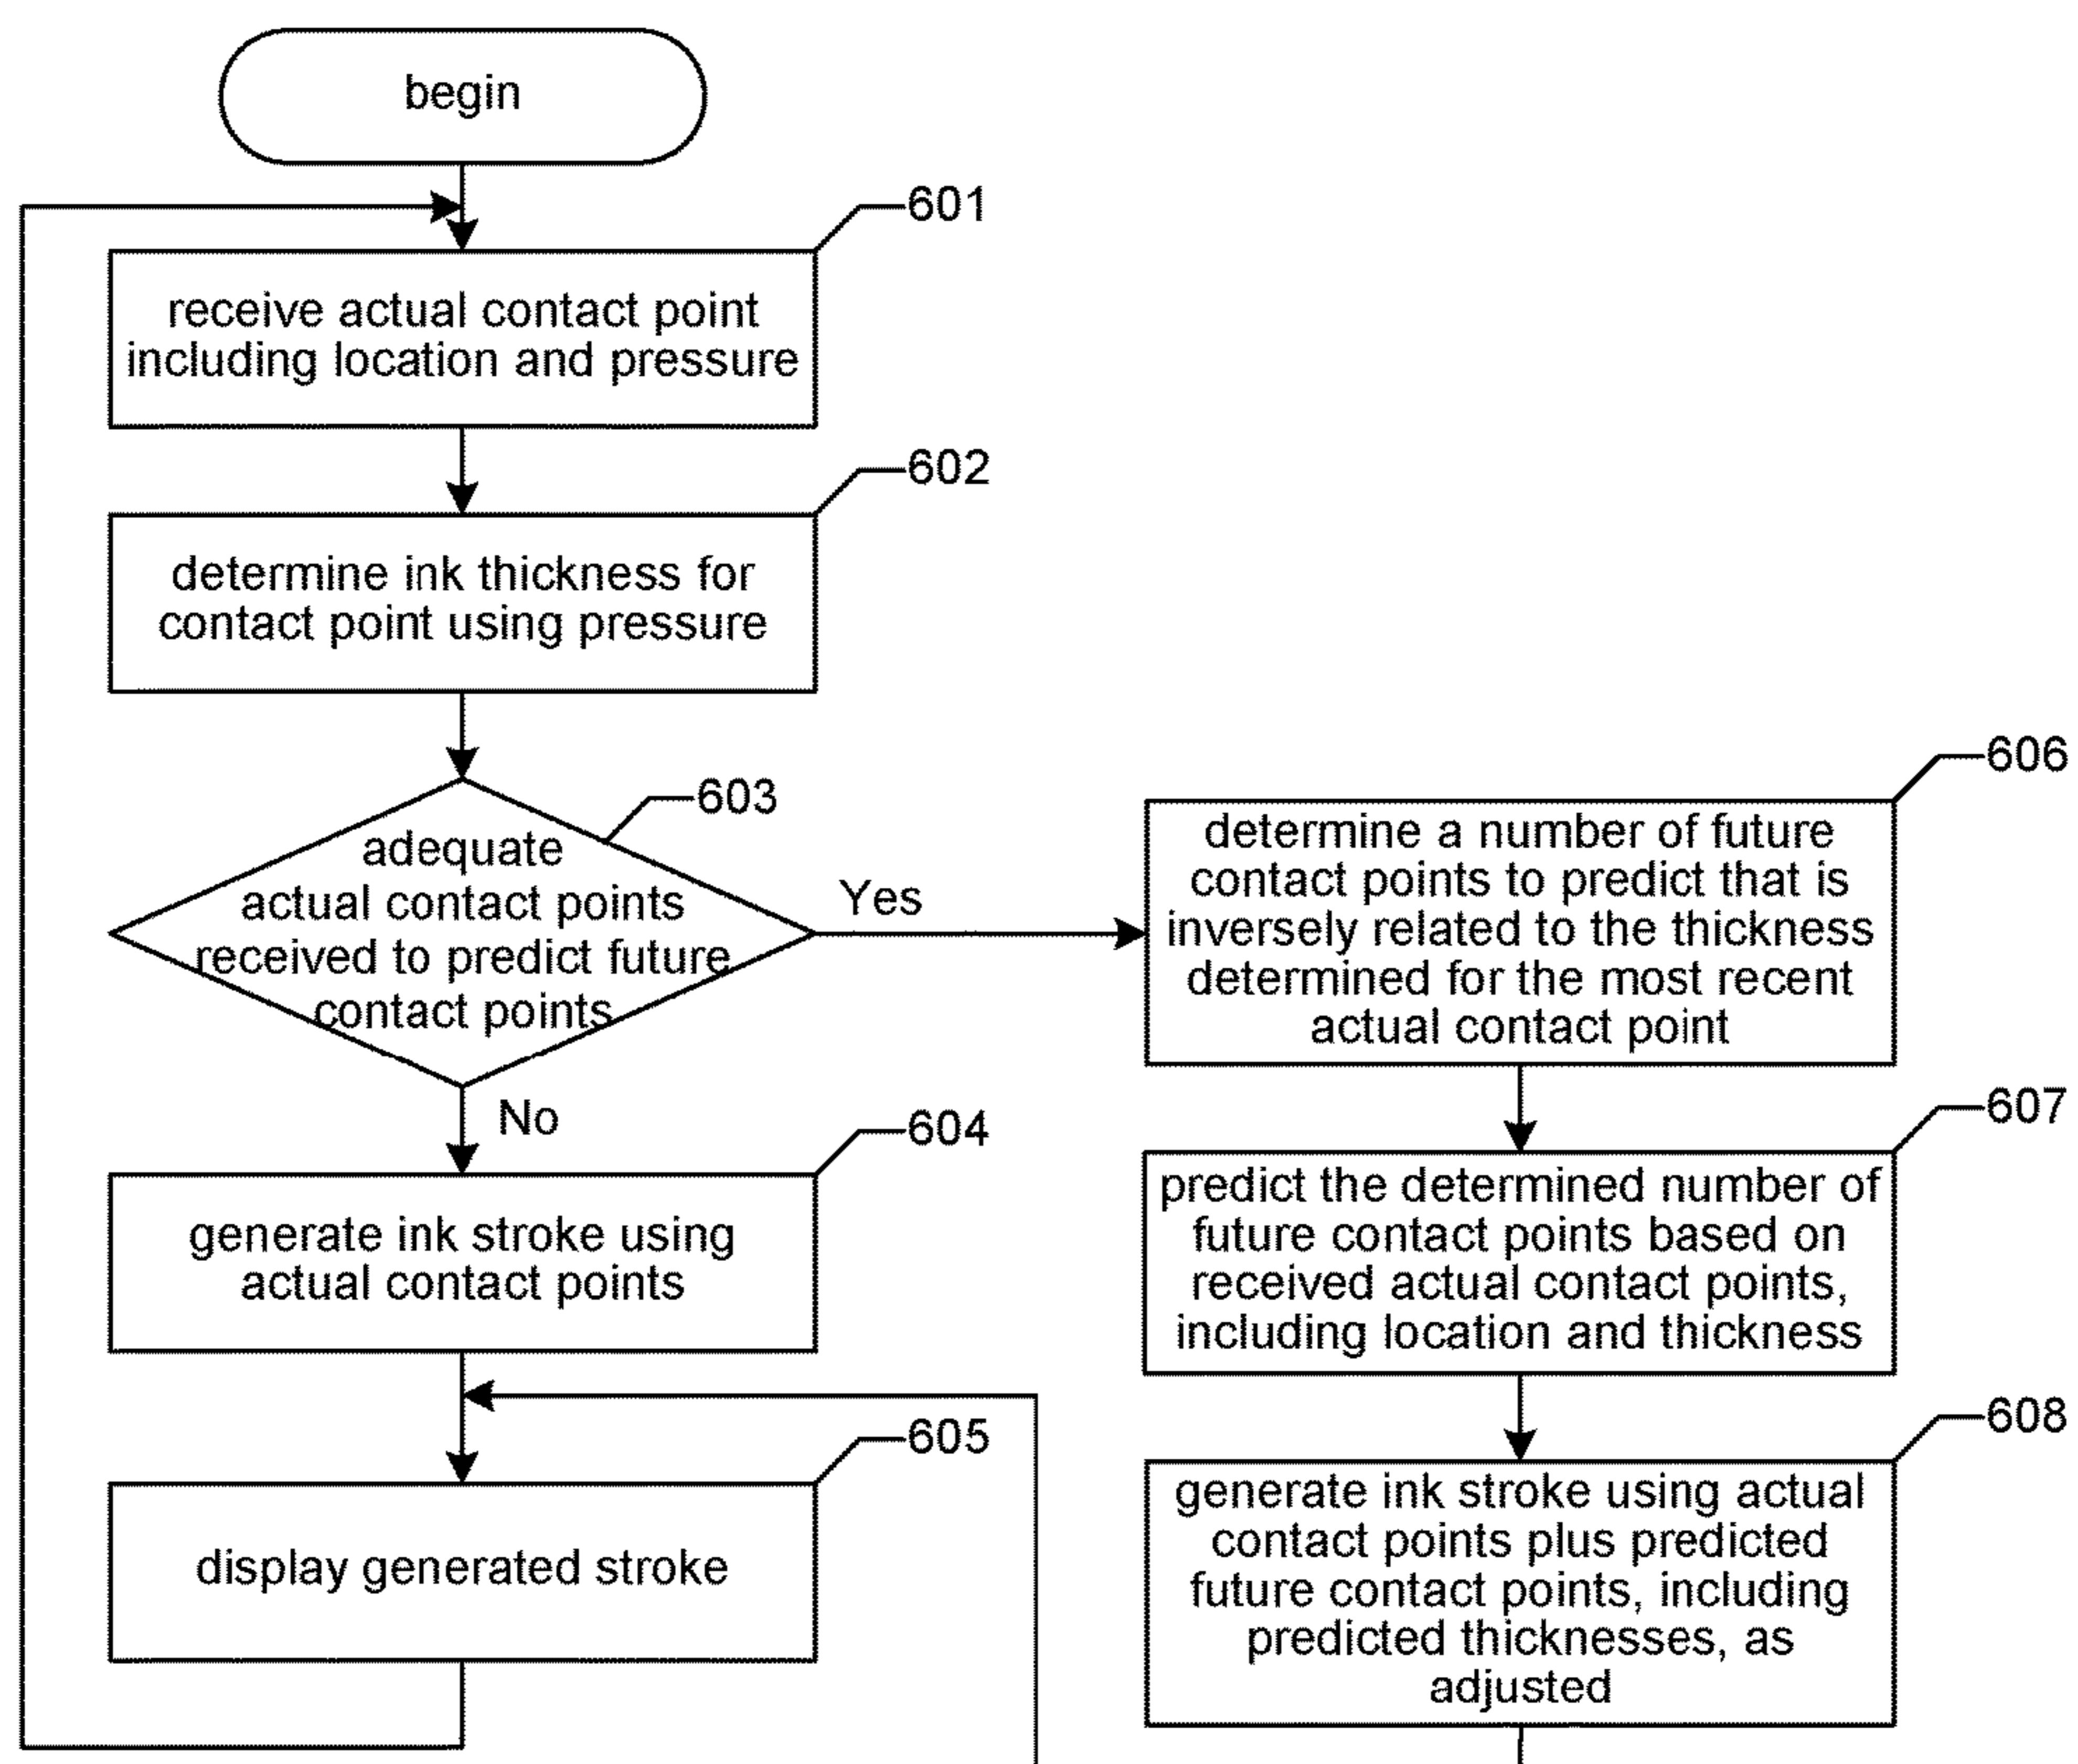 begin
601
receive actual contact point
including location and pressure
602
determine ink thickness for
contact point using pressure
603
adequate
actual contact points
received to predict future
contact points
Yes
No
604
generate ink stroke using
actual contact points
605
display generated stroke
606
determine a number of future
contact points to predict that is
inversely related to the thickness
determined for the most recent
actual contact point
607
predict the determined number of
future contact points based on
received actual contact points,
including location and thickness
608
generate ink stroke using actual
contact points plus predicted
future contact points, including
predicted thicknesses, as
adjusted